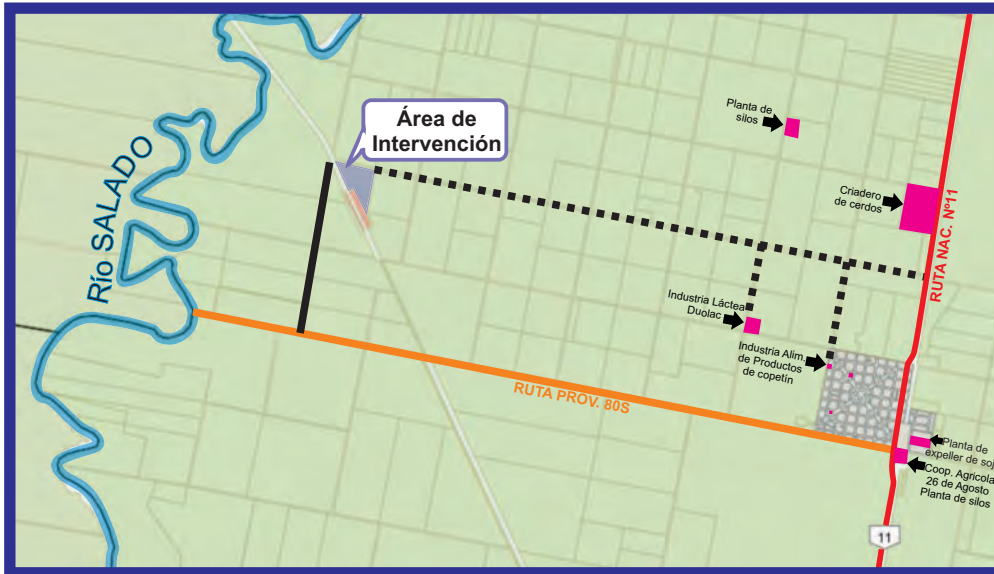 Área de
Intervención
Planta de
silos
Criadero
de cerdos
RUTA NAC. Nº11
Río SALADO
Industria Láctea
Duolac
Industria Alim.
de Productos
de copetín
RUTA PROV. 80S
Planta de
expeller de soj
Coop. Agricola
26 de Agosto
Planta de silos
11